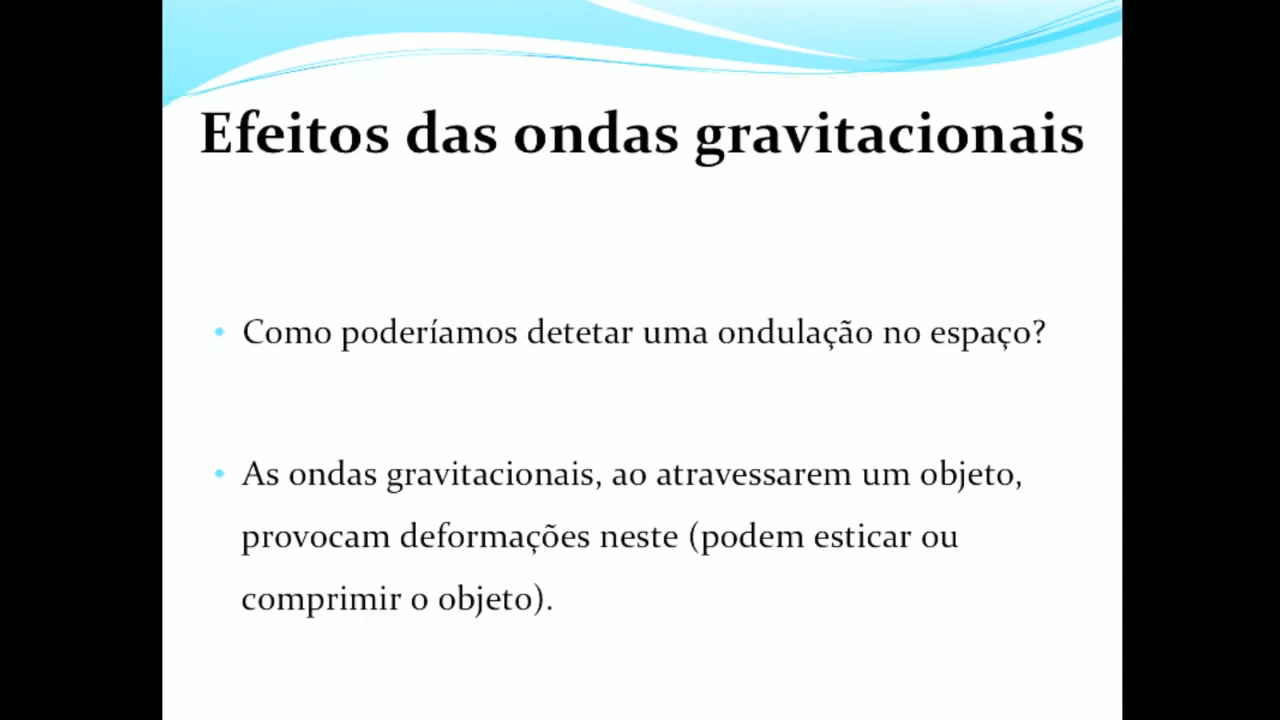 Efeitos das ondas gravitacionais
• Como poderíamos detetar uma ondulação no espaço?
• As ondas gravitacionais, ao atravessarem um objeto,
provocam deformações neste (podem esticar ou
comprimir o objeto).